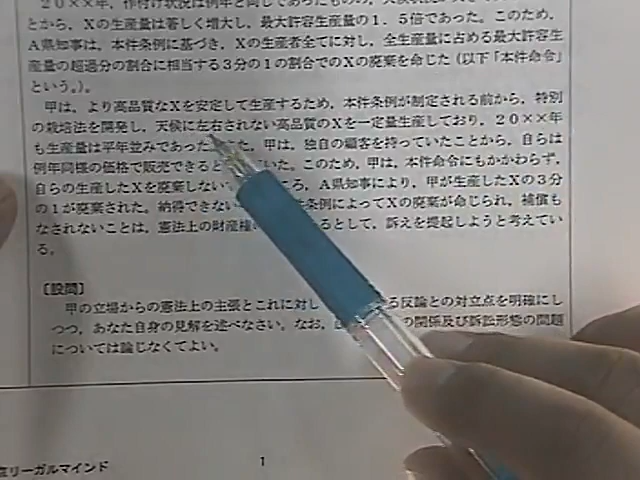 20××年，作付け状況は例年と同じであったものの，天候状況が
とから，Xの生産量は著しく増大し，最大許容生産量の1．5倍であった。このため，
A県知事は，本件条例に基づき，Xの生産者全てに対し，全生産量に占める最大許容生
産量の超過分の割合に相当する3分の1の割合でのXの廃棄を命じた（以下「本件命令」
という。）。
甲は，より高品質なXを安定して生産するため，本件条例が制定される前から，特別
の栽培法を開発し，天候に左右されない高品質のXを一定量生産しており，20××年
も生産量は平年並みであった 。甲は，独自の顧客を持っていたことから，自らは
例年同様の価格で販売できると いた。このため，甲は，本件命令にもかかわらず，
自らの生産したXを廃棄しない ろ，A県知事により，甲が生産したXの3分
の1が廃棄された。納得できない 条例によってXの廃棄が命じられ，補償も
なされないことは，憲法上の財産権 るとして，訴えを提起しようと考えてい
る。
〔設問〕
甲の立場からの憲法上の主張とこれに対し る反論との対立点を明確にし
つつ，あなた自身の見解を述べなさい。なお， の関係及び訴訟形態の問題
については論じなくてよい。
京リーガルマインド
1